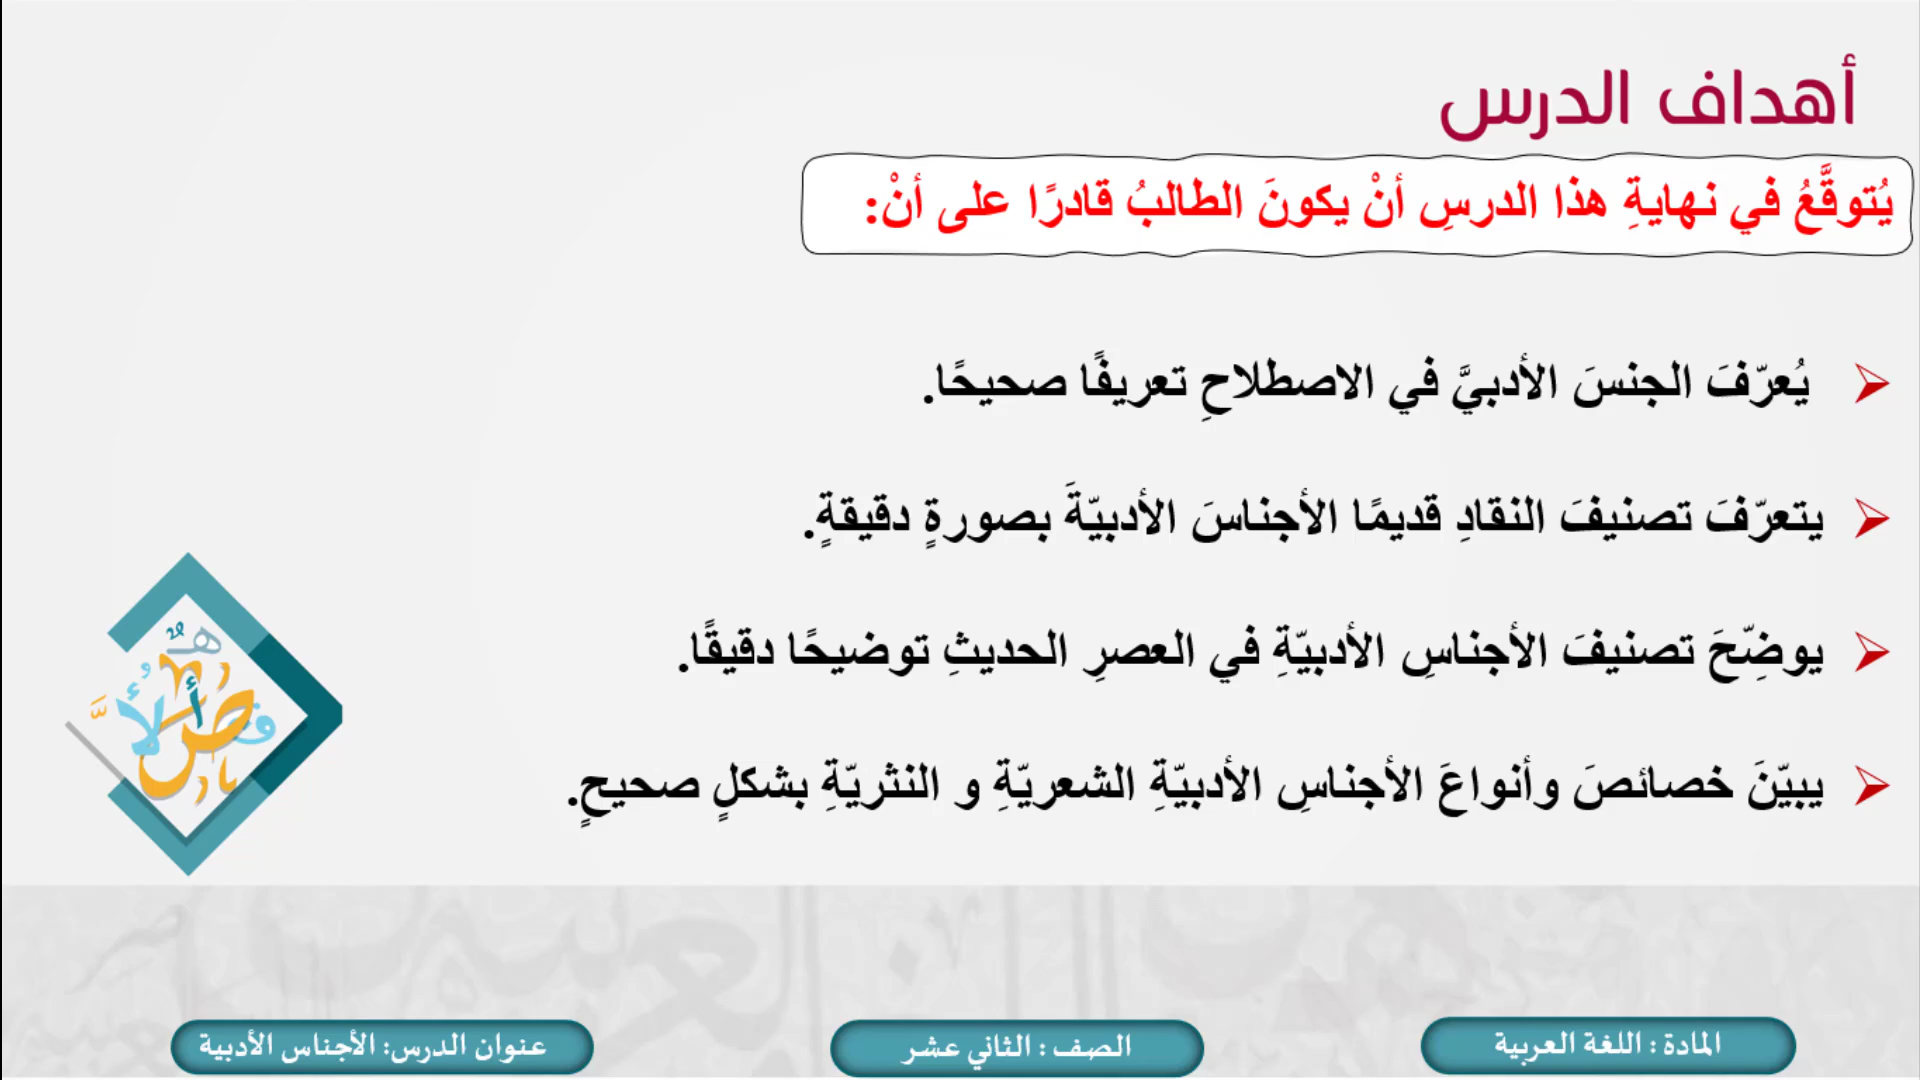 أهداف الدرس
يُتوقَّعُ في نهايةِ هذا الدرسِ أنْ يكونَ الطالبُ قادرًا على أنْ:
يُعرّفَ الجنسَ الأدبيَّ في الاصطلاحِ تعريفًا صحيحًا.
يتعرّفَ تصنيفَ النقادِ قديمًا الأجناسَ الأدبيّةَ بصورةٍ دقيقةٍ.
يوضِّحَ تصنيفَ الأجناسِ الأدبيّةِ في العصرِ الحديثِ توضيحًا دقيقًا.
يبيّنَ خصائصَ وأنواعَ الأجناسِ الأدبيّةِ الشعريّةِ و النثريّةِ بشكلٍ صحيحٍ.
المادة : اللغة العربية
الصف : الثاني عشر
عنوان الدرس: الأجناس الأدبية